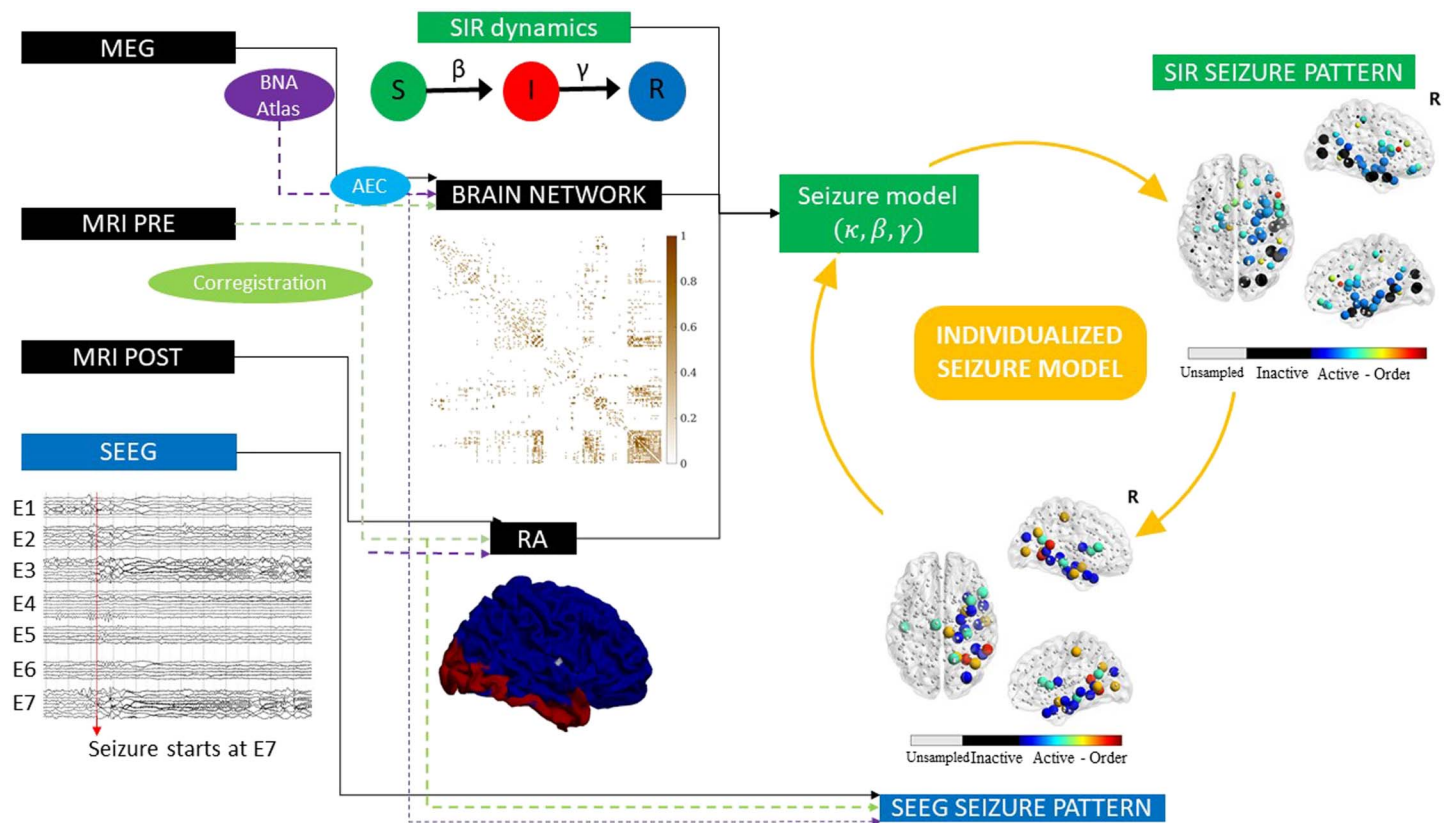 MEG
BNA
Atlas
SIR dynamics
S
β
I
γ
R
AEC
BRAIN NETWORK
MRI PRE
Corregistration
1
0.8
0.6
0.4
0.2
0
MRI POST
SEEG
E1
E2
E3
E4
E5
E6
E7
Seizure starts at E7
RA
Seizure model
(κ, β, γ)
INDIVIDUALIZED
SEIZURE MODEL
SIR SEIZURE PATTERN
R
Unsampled Inactive Active - Order
R
Unsampled Inactive Active - Order
SEEG SEIZURE PATTERN